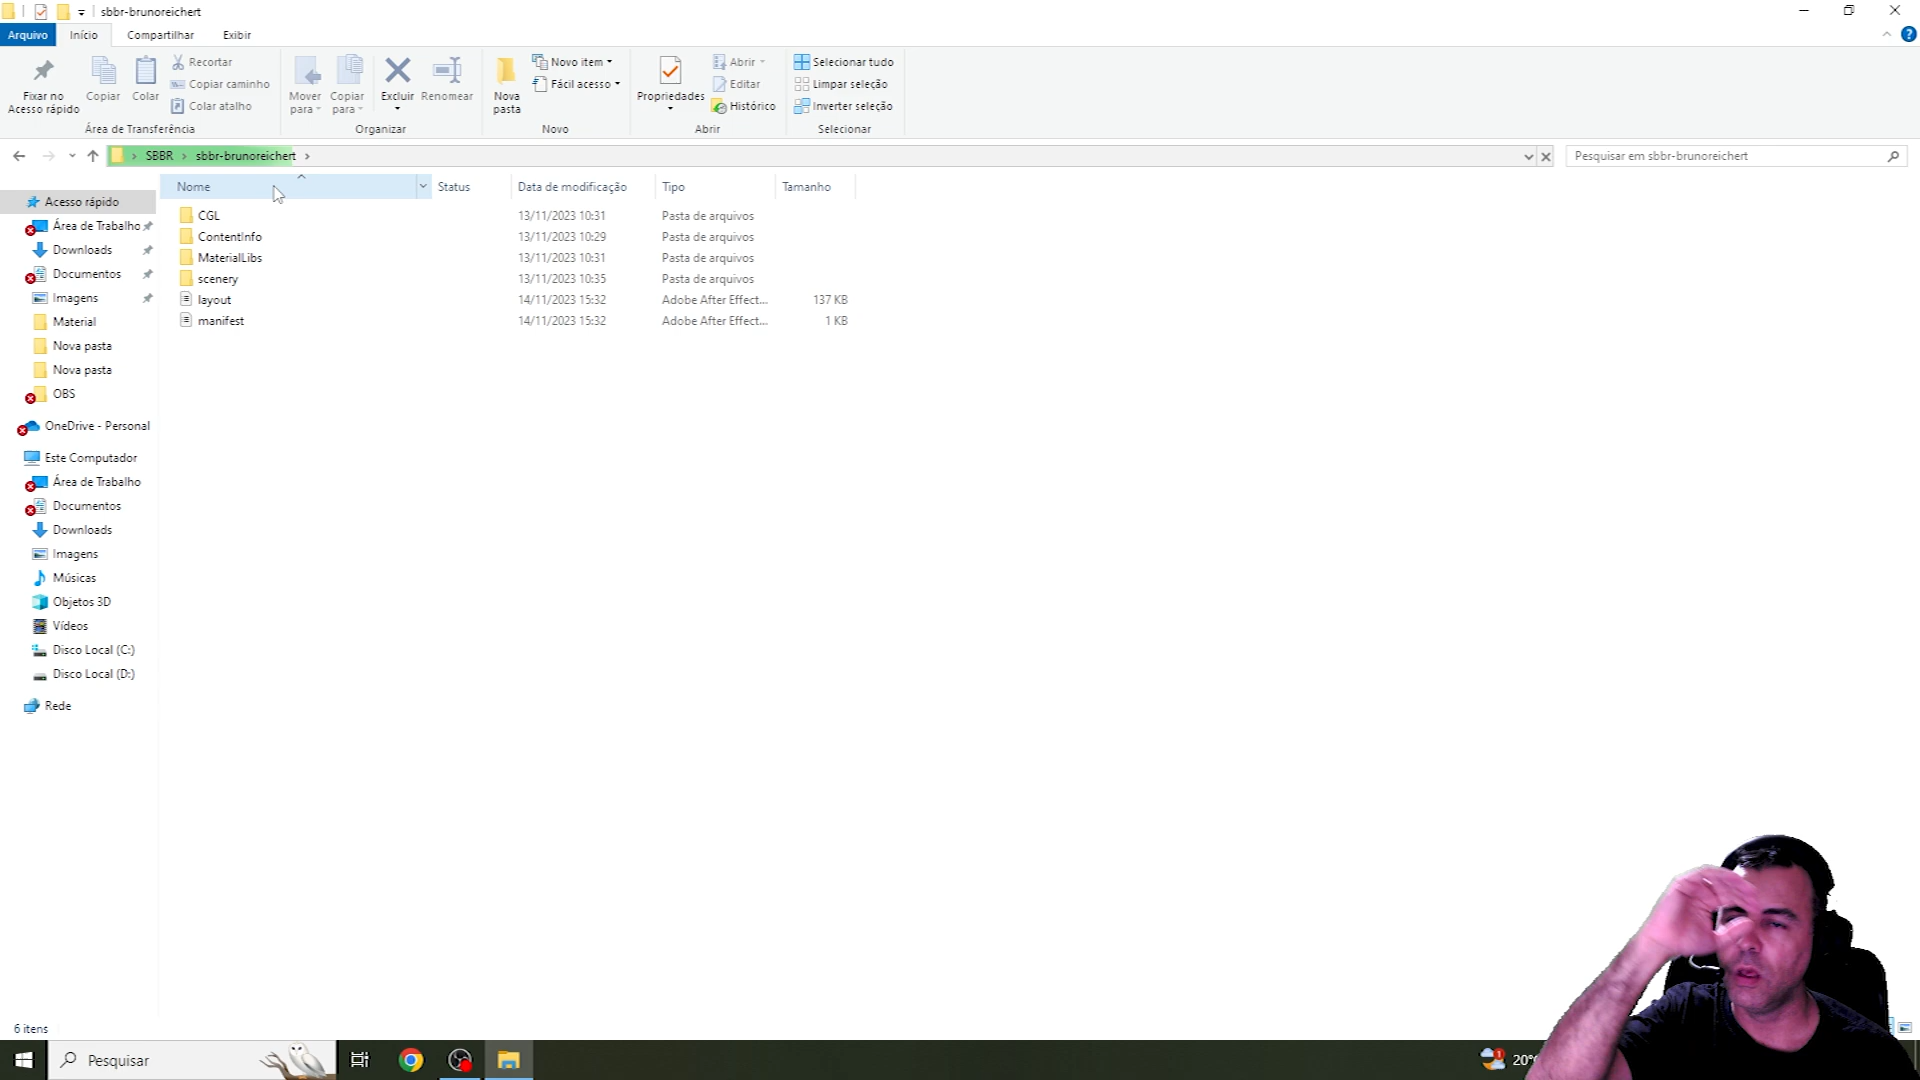 sbbr-brunoreichert
Arquivo
Início
Compartilhar
Exibir
Fixar no
Acesso rápido
Copiar
Colar
Recortar
Copiar caminho
Colar atalho
Área de Transferência
Mover
para
Copiar
para
Excluir
Renomear
Organizar
Nova
pasta
Novo item
Fácil acesso
Novo
Propriedades
Abrir
Editar
Histórico
Abrir
Selecionar tudo
Limpar seleção
Inverter seleção
Selecionar
SBBR
sbbr-brunoreichert
Pesquisar em sbbr-brunoreichert
Nome Status Data de modificação Tipo Tamanho
CGL 13/11/2023 10:31 Pasta de arquivos
ContentInfo 13/11/2023 10:29 Pasta de arquivos
MaterialLibs 13/11/2023 10:31 Pasta de arquivos
scenery 13/11/2023 10:35 Pasta de arquivos
layout 14/11/2023 15:32 Adobe After Effect... 137 KB
manifest 14/11/2023 15:32 Adobe After Effect... 1 KB
Acesso rápido
Área de Trabalho
Downloads
Documentos
Imagens
Material
Nova pasta
Nova pasta
OBS
OneDrive - Personal
Este Computador
Área de Trabalho
Documentos
Downloads
Imagens
Músicas
Objetos 3D
Vídeos
Disco Local (C:)
Disco Local (D:)
Rede
6 itens
Pesquisar
1
20°